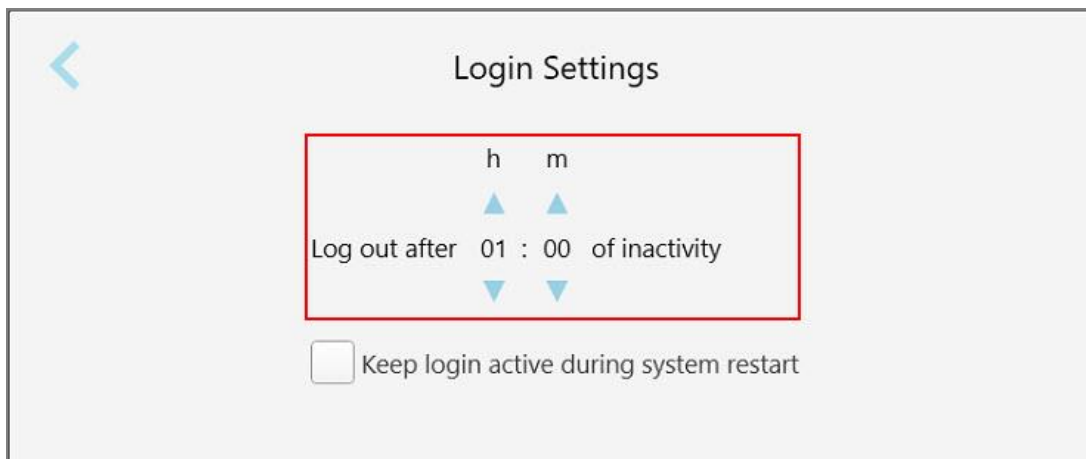 Login Settings
h m
Log out after 01 : 00 of inactivity
Keep login active during system restart